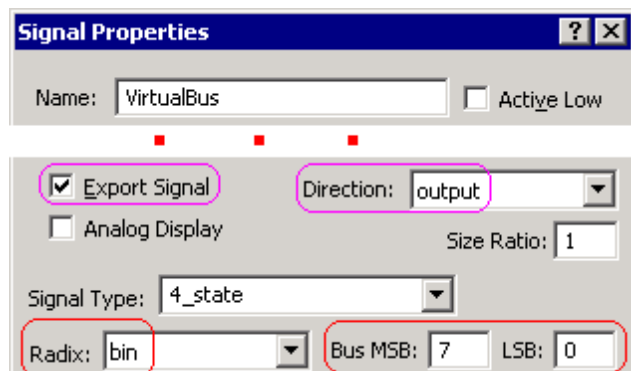 Signal Properties
Name: VirtualBus Active Low
Export Signal Direction: output
Analog Display Size Ratio: 1
Signal Type: 4_state
Radix: bin Bus MSB: 7 LSB: 0